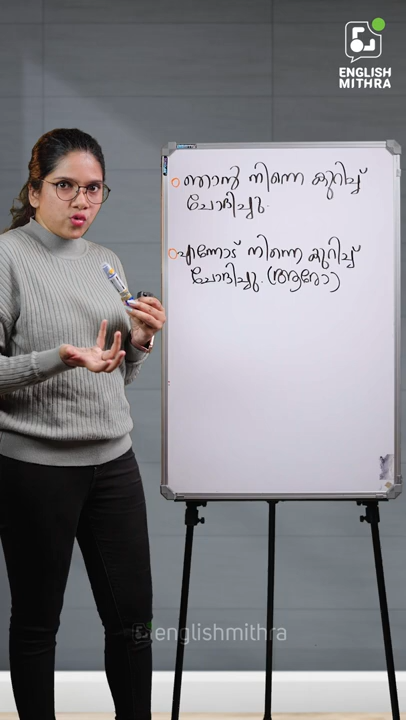 ENGLISH
MITHRA
ഞാൻ നിന്നെ കുറിച്ച്
ചോദിച്ചു.
എന്നോട് നിന്നെ കുറിച്ച്
ചോദിച്ചു. (ആരോ)
englishmithra